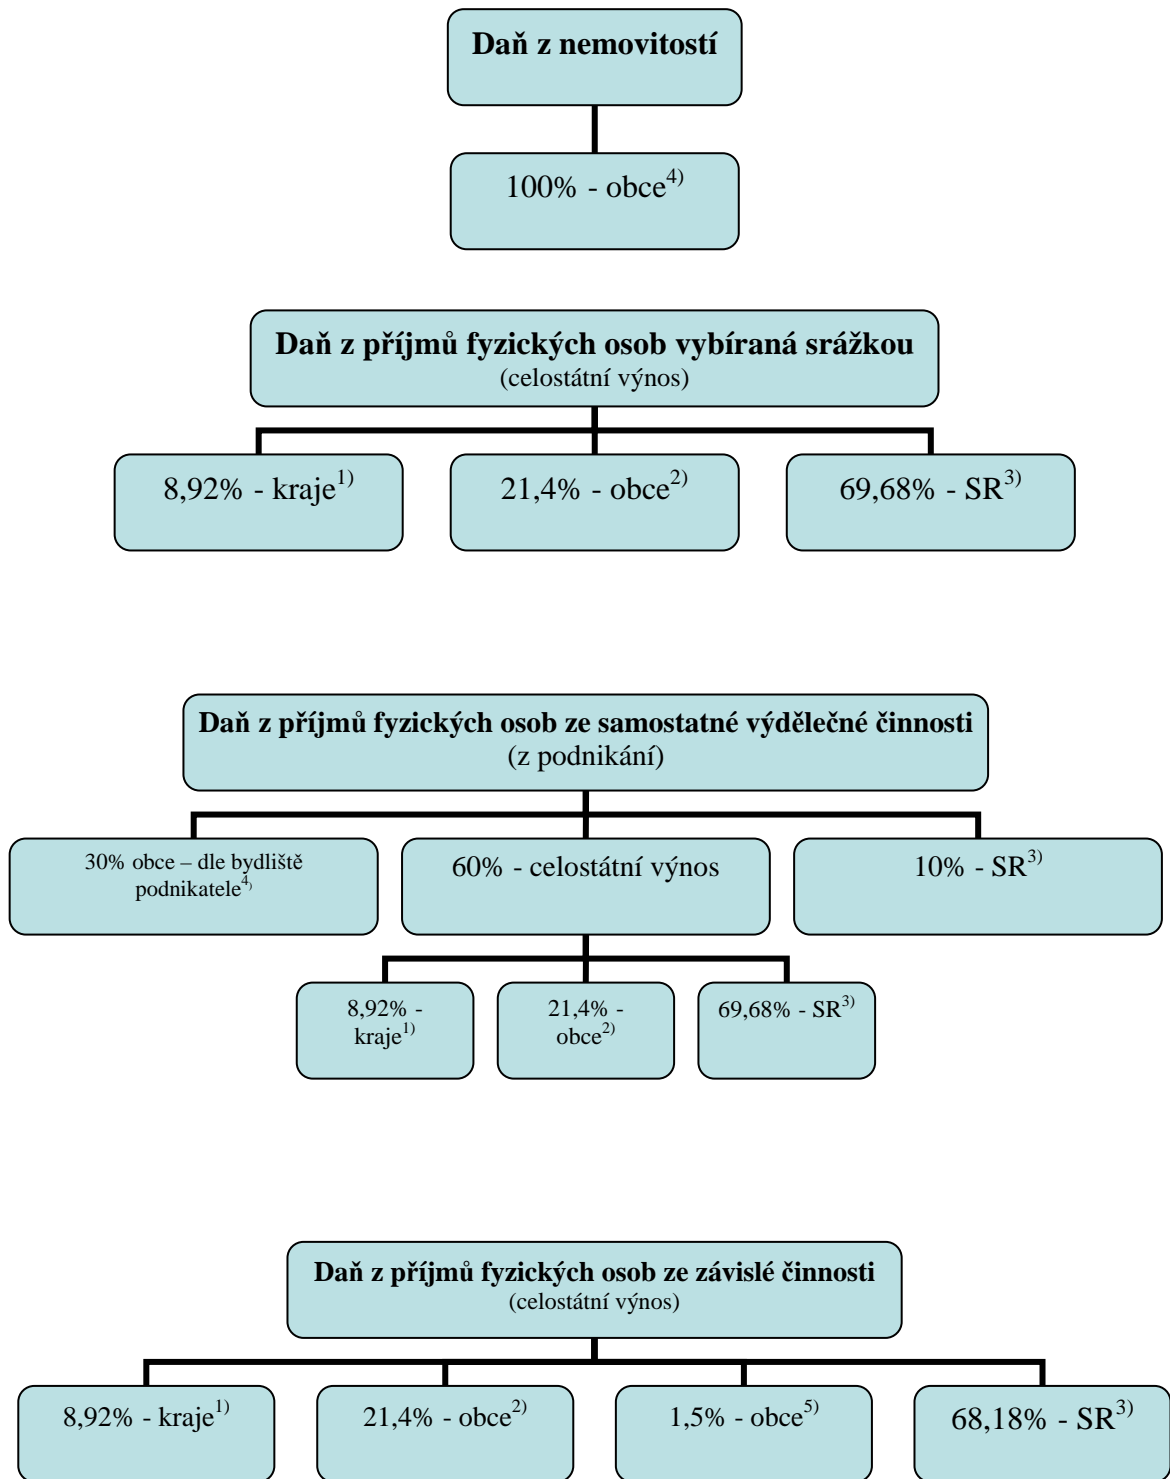 Daň z nemovitostí
100% - obce4)
Daň z příjmů fyzických osob vybíraná srážkou
(celostátní výnos)
8,92% - kraje1)
21,4% - obce2)
69,68% - SR3)
Daň z příjmů fyzických osob ze samostatné výdělečné činnosti
(z podnikání)
30% obce – dle bydliště
podnikatele4)
60% - celostátní výnos
10% - SR3)
8,92% -
kraje1)
21,4% -
obce2)
69,68% - SR3)
Daň z příjmů fyzických osob ze závislé činnosti
(celostátní výnos)
8,92% - kraje1)
21,4% - obce2)
1,5% - obce5)
68,18% - SR3)